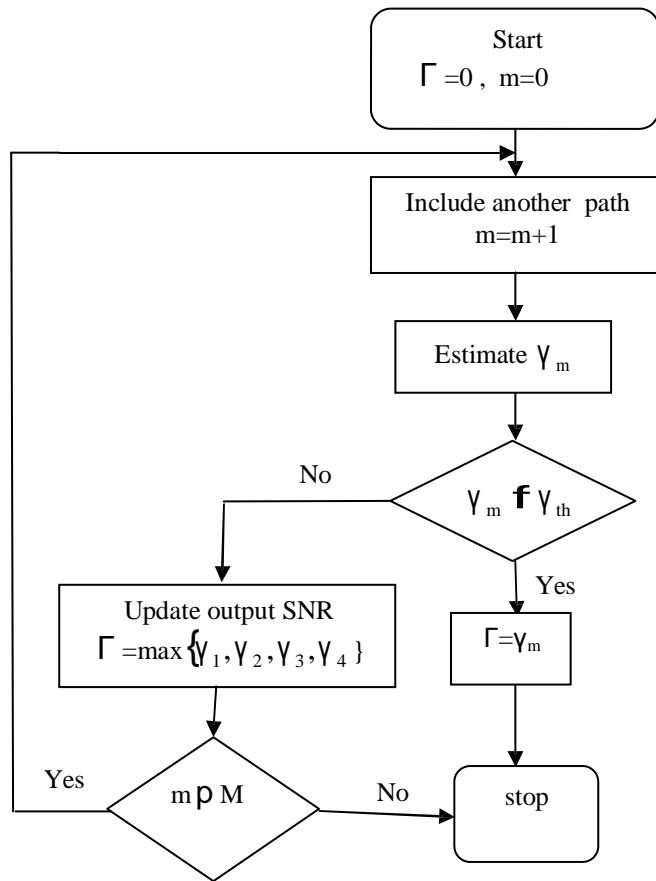 Start
Γ =0 , m=0
Include another path
m=m+1
Estimate γ m
No
γ m f γ th
Yes
Update output SNR
Γ =max{γ 1 , γ 2 , γ 3 , γ 4 }
Γ=γm
Yes
m p M
No
stop